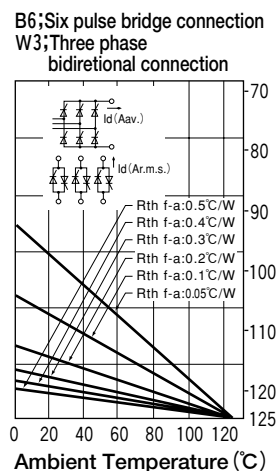 B6;Six pulse bridge connection
W3;Three phase
bidiretional connection
Id(Aav.)
Id(Ar.m.s.)
Rth f-a:0.5℃/W
Rth f-a:0.4℃/W
Rth f-a:0.3℃/W
Rth f-a:0.2℃/W
Rth f-a:0.1℃/W
Rth f-a:0.05℃/W
70
80
90
100
110
120
125
0 20 40 60 80 100 120
Ambient Temperature (℃)